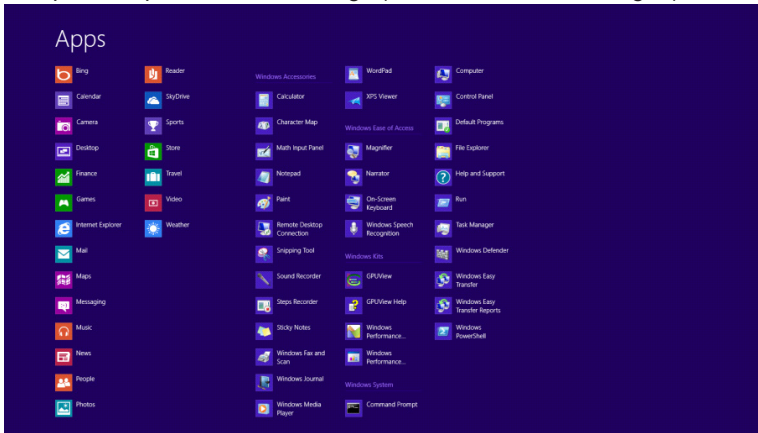 Apps
Bing
Calendar
Camera
Desktop
Finance
Games
Internet Explorer
Mail
Maps
Messaging
Music
News
People
Photos
Reader
SkyDrive
Sports
Store
Travel
Video
Weather
Windows Accessories
Calculator
Character Map
Math Input Panel
Notepad
Paint
Remote Desktop
Connection
Snipping Tool
Sound Recorder
Steps Recorder
Sticky Notes
Windows Fax and
Scan
Windows Journal
Windows Media
Player
WordPad
XPS Viewer
Windows Ease of Access
Magnifier
Narrator
On-Screen
Keyboard
Windows Speech
Recognition
Windows Kits
GPUView
GPUView Help
Windows
Performance...
Windows
Performance...
Windows System
Command Prompt
Computer
Control Panel
Default Programs
File Explorer
Help and Support
Run
Task Manager
Windows Defender
Windows Easy
Transfer
Windows Easy
Transfer Reports
Windows
PowerShell